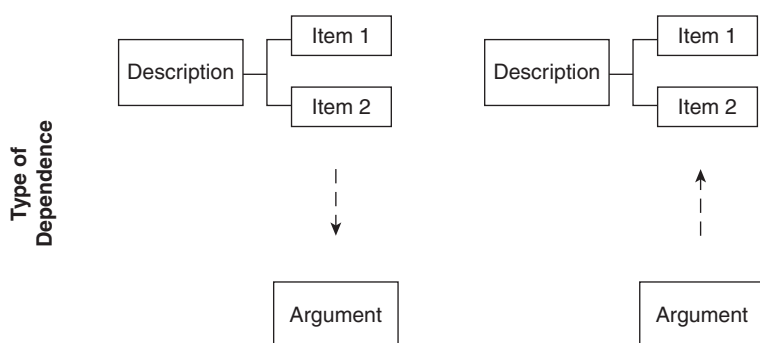 Item 1
Description
Item 2
Item 1
Description
Item 2
Type of
Dependence
Argument
Argument